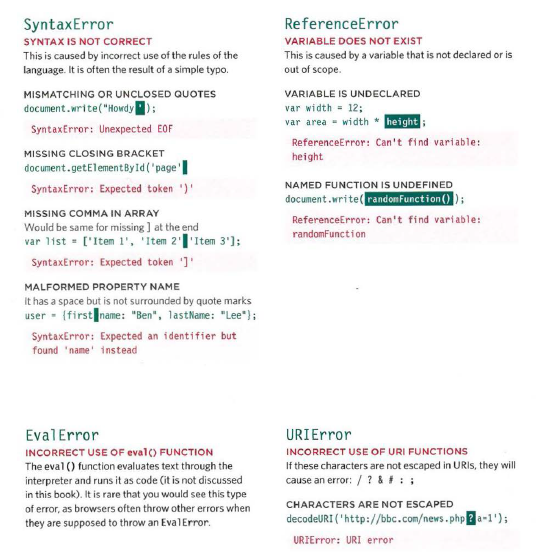 SyntaxError
SYNTAX IS NOT CORRECT
This is caused by incorrect use of the rules of the
language. It is often the result of a simple typo.
MISMATCHING OR UNCLOSED QUOTES
document.write("Howdy');
SyntaxError: Unexpected EOF
MISSING CLOSING BRACKET
document.getElementById('page'
SyntaxError: Expected token ')'
MISSING COMMA IN ARRAY
Would be same for missing ] at the end
var list = ['Item 1', 'Item 2' 'Item 3'];
SyntaxError: Expected token ']'
MALFORMED PROPERTY NAME
It has a space but is not surrounded by quote marks
user = {first name: "Ben", lastName: "Lee"};
SyntaxError: Expected an identifier but
found 'name' instead
ReferenceError
VARIABLE DOES NOT EXIST
This is caused by a variable that is not declared or is
out of scope.
VARIABLE IS UNDECLARED
var width = 12;
var area = width * height;
ReferenceError: Can't find variable:
height
NAMED FUNCTION IS UNDEFINED
document.write(randomFunction());
ReferenceError: Can't find variable:
randomFunction
EvalError
INCORRECT USE OF eval() FUNCTION
The eval() function evaluates text through the
interpreter and runs it as code (it is not discussed
in this book). It is rare that you would see this type
of error, as browsers often throw other errors when
they are supposed to throw an EvalError.
URIError
INCORRECT USE OF URI FUNCTIONS
If these characters are not escaped in URIs, they will
cause an error: / ? & # : ;
CHARACTERS ARE NOT ESCAPED
decodeURI('http://bbc.com/news.php?a=1');
URIError: URI error